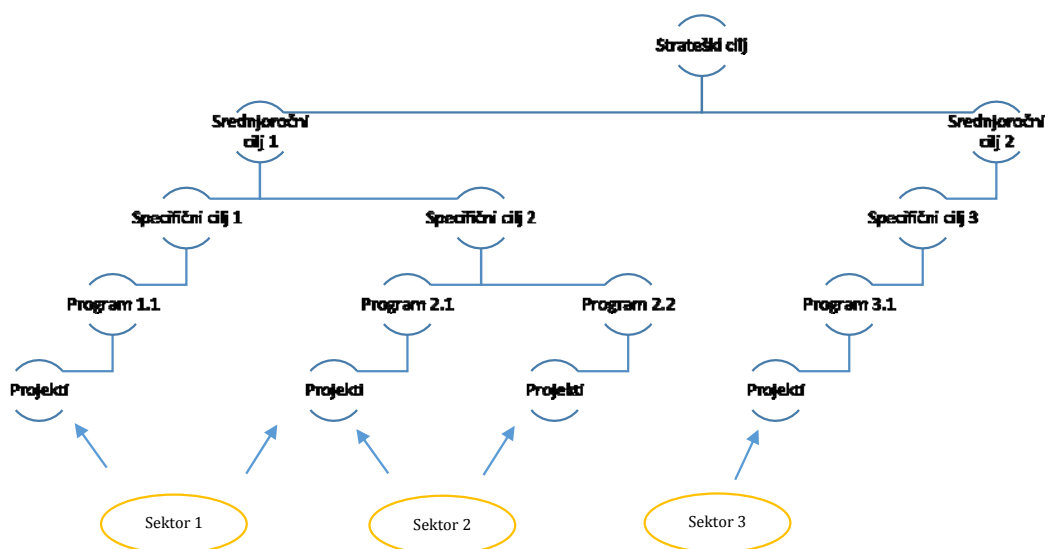 Strateški cilj
Srednjoročni
cilj 1
Srednjoročni
cilj 2
Specifični cilj 1
Specifični cilj 2
Specifični cilj 3
Program 1.1
Program 2.1
Program 2.2
Program 3.1
Projekti
Projekti
Projekti
Projekti
Sektor 1
Sektor 2
Sektor 3